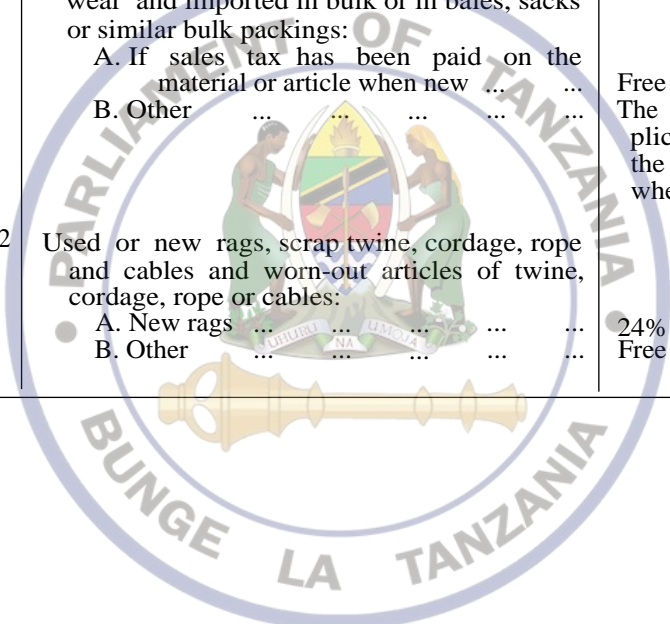 wear and imported in bulk or in bales, sacks
or similar bulk packings:
A. If sales tax has been paid on the
material or article when new ... ... Free
B. Other ... ... ... ... ... The
plic
the
whe
2 Used or new rags, scrap twine, cordage, rope
and cables and worn-out articles of twine,
cordage, rope or cables:
A. New rags ... ... ... ... ... 24%
B. Other ... ... ... ... ... Free
PARLIAMENT OF TANZANIA
UHURU NA UMOJA
BUNGE LA TANZANIA